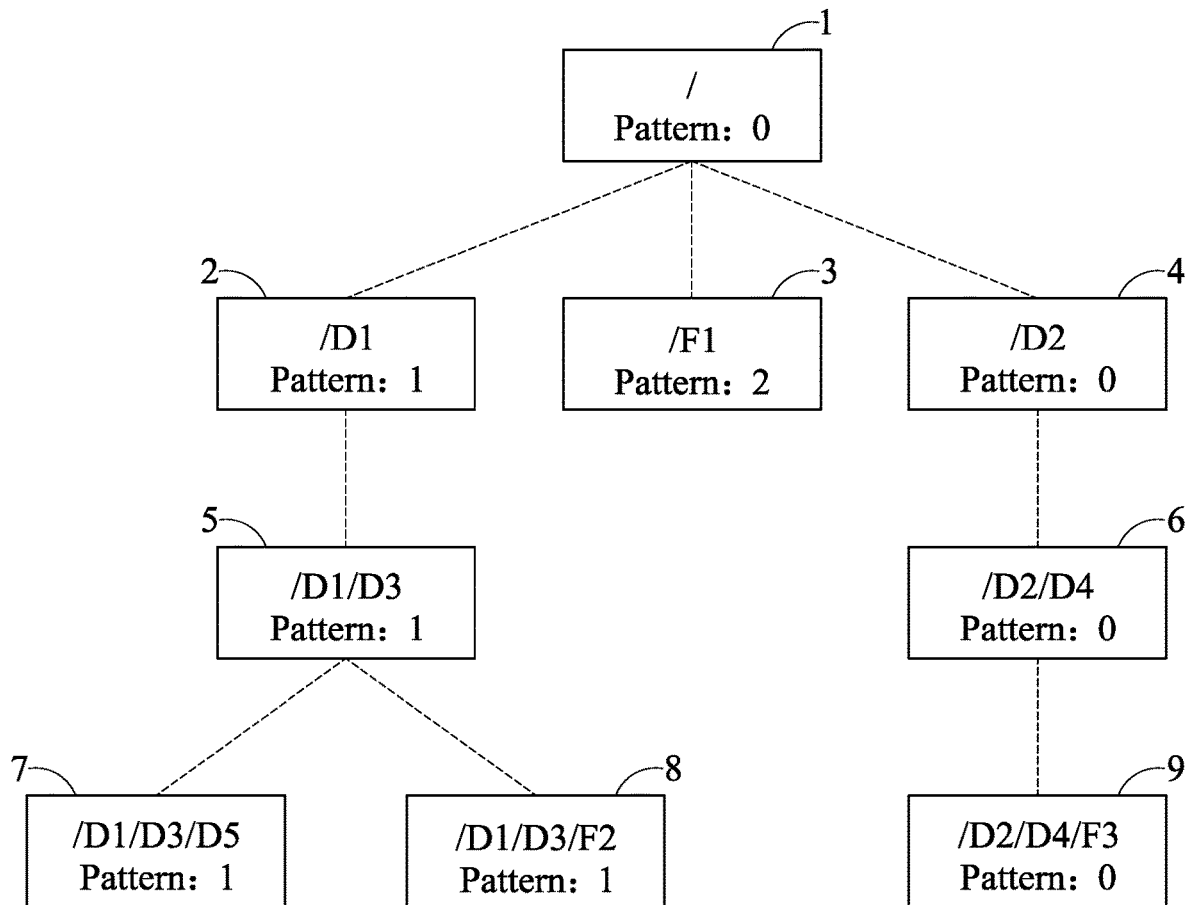 1
/
Pattern：0
2
3
4
/D1
Pattern：1
/F1
Pattern：2
/D2
Pattern：0
5
6
/D1/D3
Pattern：1
/D2/D4
Pattern：0
7
8
9
/D1/D3/D5
Pattern：1
/D1/D3/F2
Pattern：1
/D2/D4/F3
Pattern：0